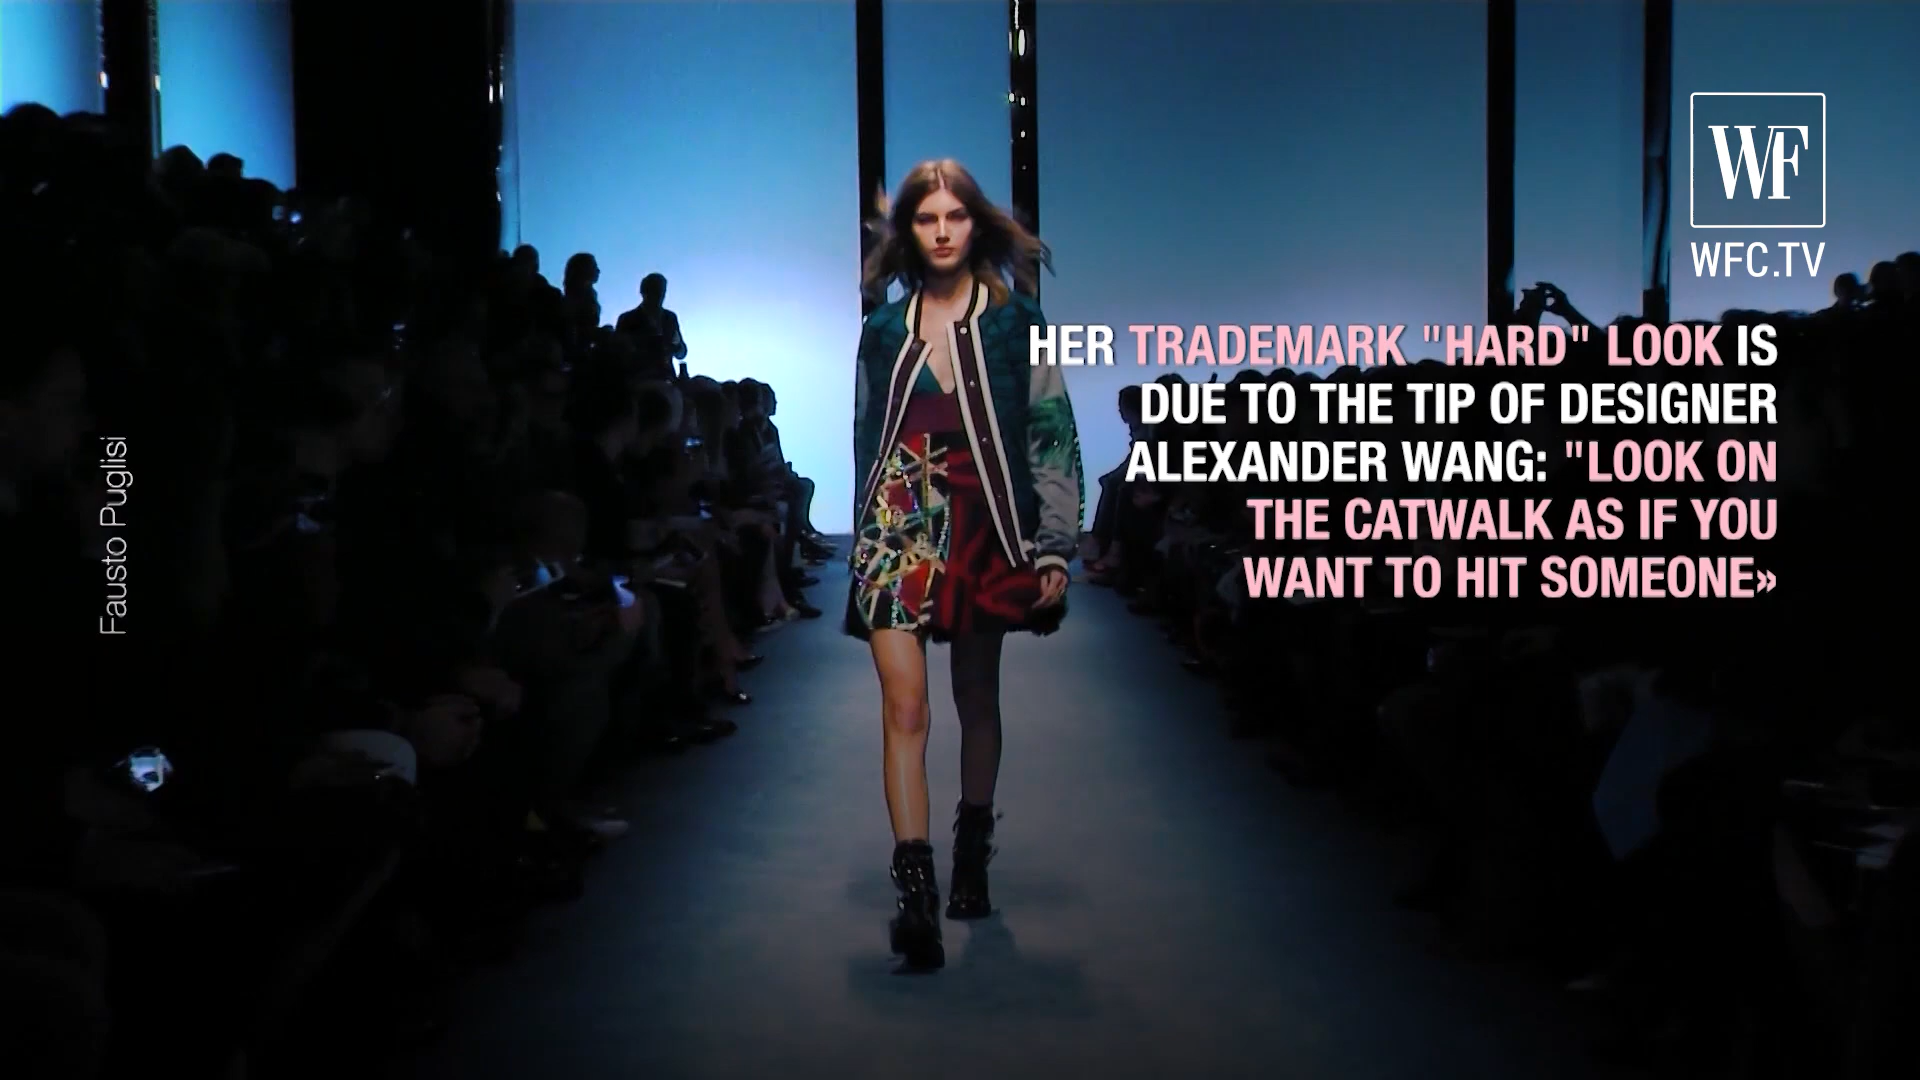 WF
WFC.TV
HER TRADEMARK "HARD" LOOK IS
DUE TO THE TIP OF DESIGNER
ALEXANDER WANG: "LOOK ON
THE CATWALK AS IF YOU
WANT TO HIT SOMEONE»
Fausto Puglisi